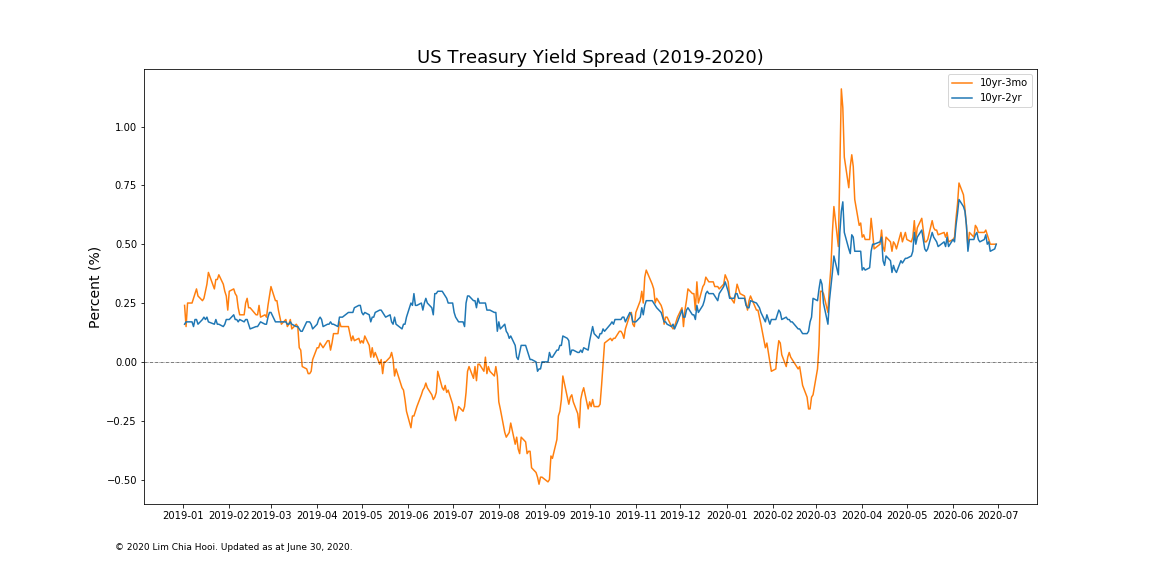 US Treasury Yield Spread (2019-2020)
10yr-3mo
10yr-2yr
Percent (%)
1.00
0.75
0.50
0.25
0.00
−0.25
−0.50
2019-01 2019-02 2019-03 2019-04 2019-05 2019-06 2019-07 2019-08 2019-09 2019-10 2019-11 2019-12 2020-01 2020-02 2020-03 2020-04 2020-05 2020-06 2020-07
© 2020 Lim Chia Hooi. Updated as at June 30, 2020.